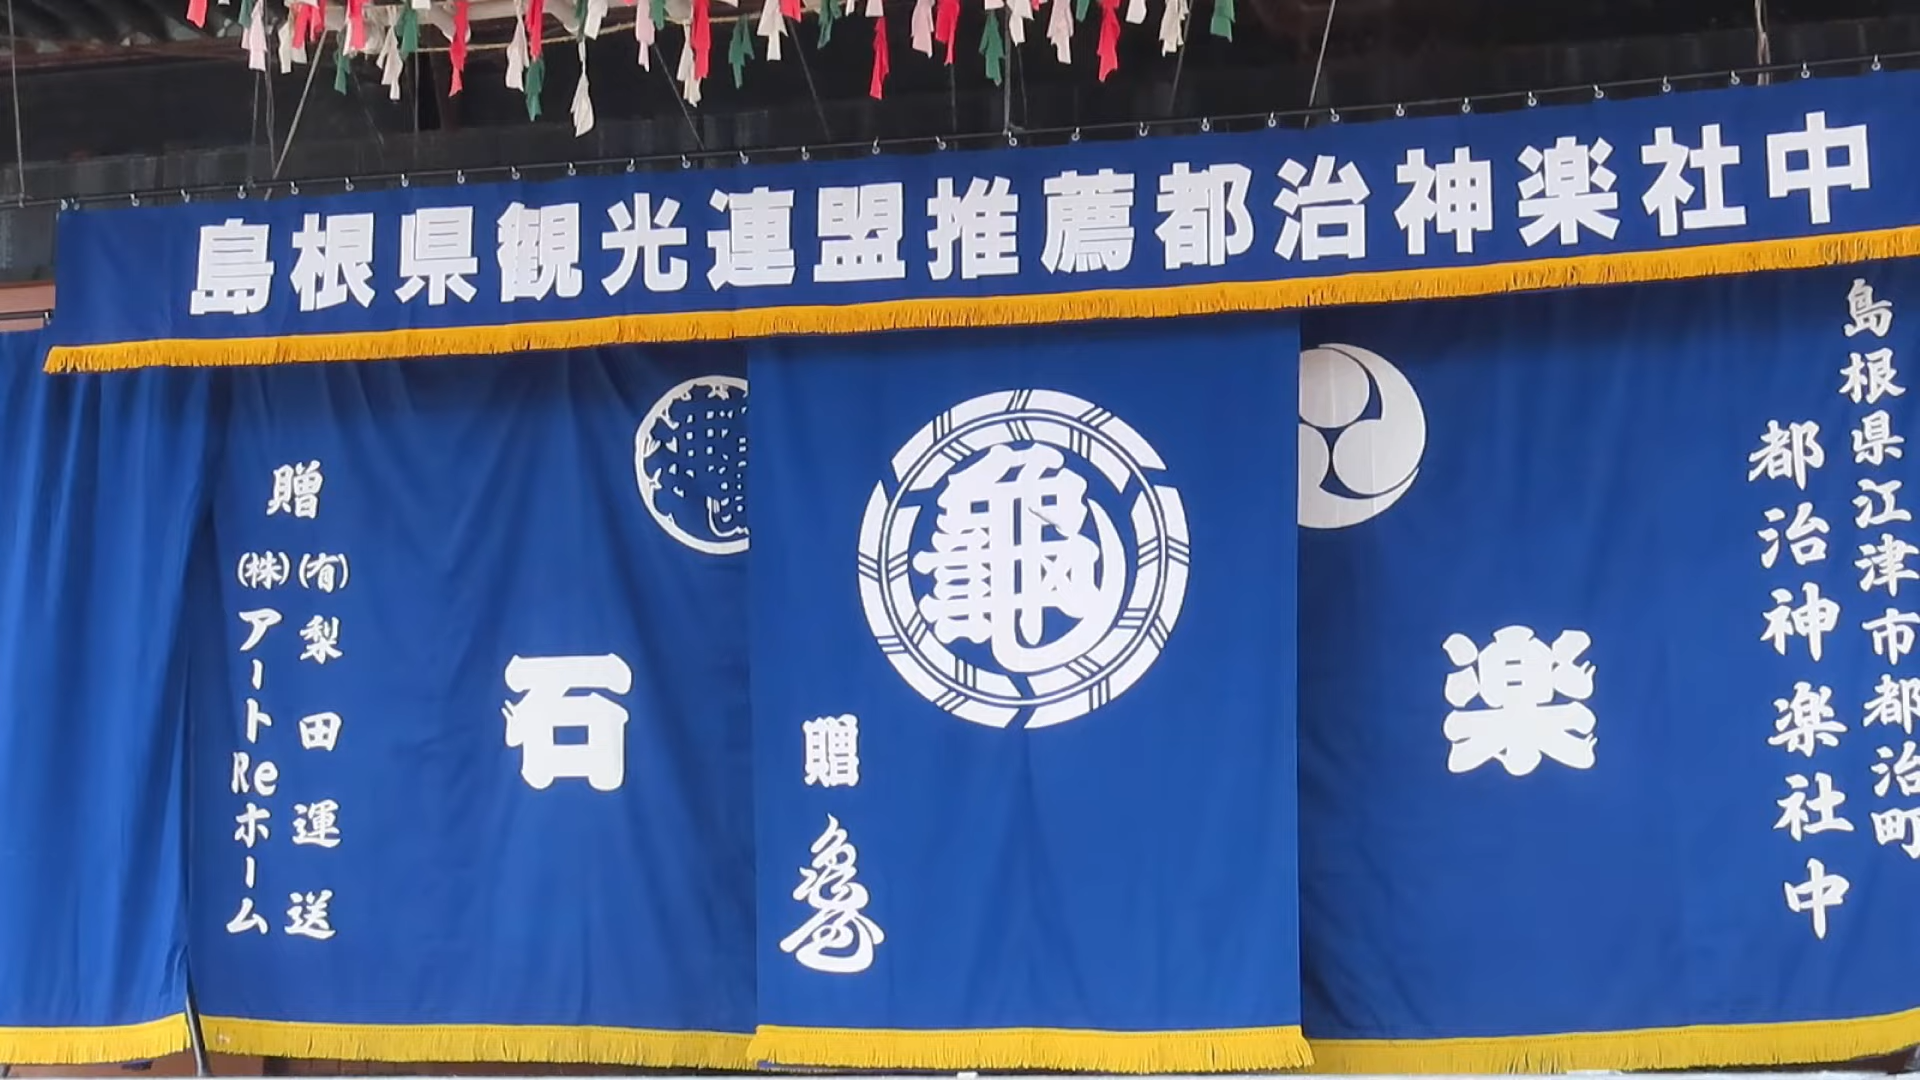 島根県観光連盟推薦都治神楽社中
島根県江津市都治町
都治神楽社中
楽
龜
贈
石
贈
(有)梨田運送
(株)アートReホーム